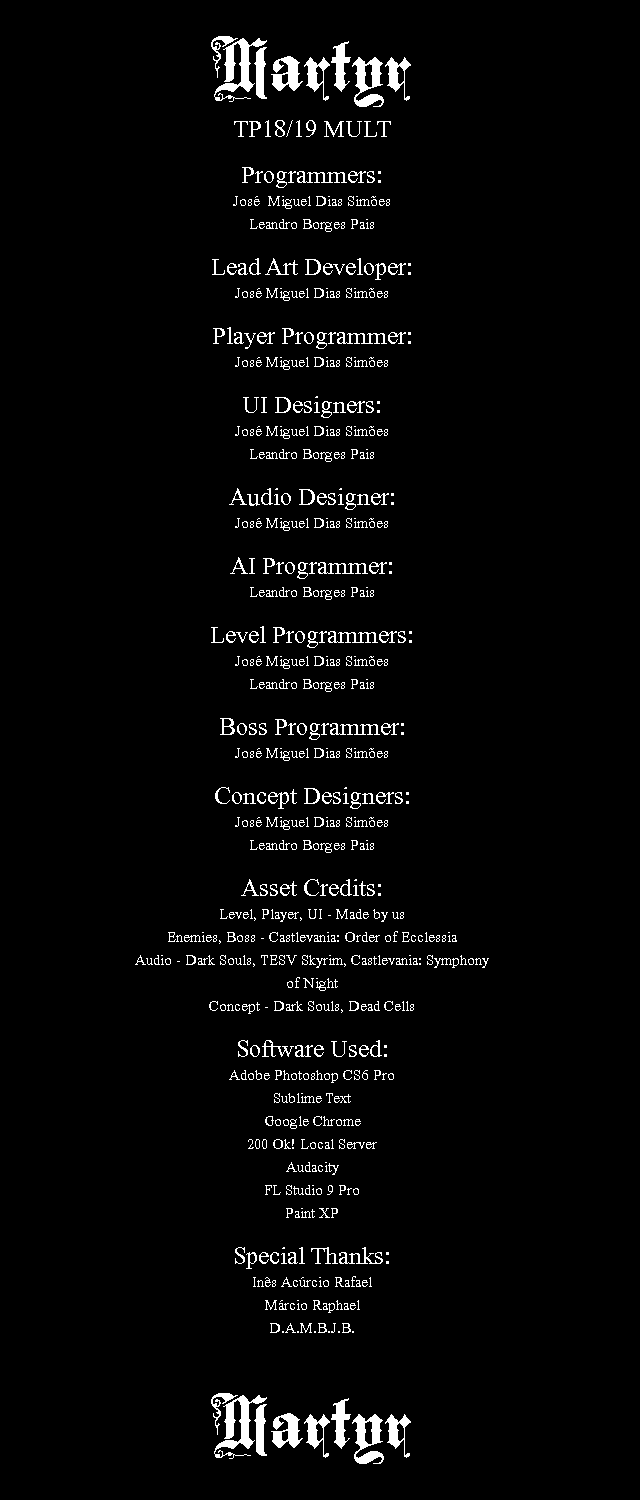 Martyr
TP18/19 MULT
Programmers:
José  Miguel Dias Simões
Leandro Borges Pais
Lead Art Developer:
José Miguel Dias Simões
Player Programmer:
José Miguel Dias Simões
UI Designers:
José Miguel Dias Simões
Leandro Borges Pais
Audio Designer:
José Miguel Dias Simões
AI Programmer:
Leandro Borges Pais
Level Programmers:
José Miguel Dias Simões
Leandro Borges Pais
Boss Programmer:
José Miguel Dias Simões
Concept Designers:
José Miguel Dias Simões
Leandro Borges Pais
Asset Credits:
Level, Player, UI - Made by us
Enemies, Boss - Castlevania: Order of Ecclessia
Audio - Dark Souls, TESV Skyrim, Castlevania: Symphony
of Night
Concept - Dark Souls, Dead Cells
Software Used:
Adobe Photoshop CS6 Pro
Sublime Text
Google Chrome
200 Ok! Local Server
Audacity
FL Studio 9 Pro
Paint XP
Special Thanks:
Inês Acúrcio Rafael
Márcio Raphael
D.A.M.B.J.B.
Martyr